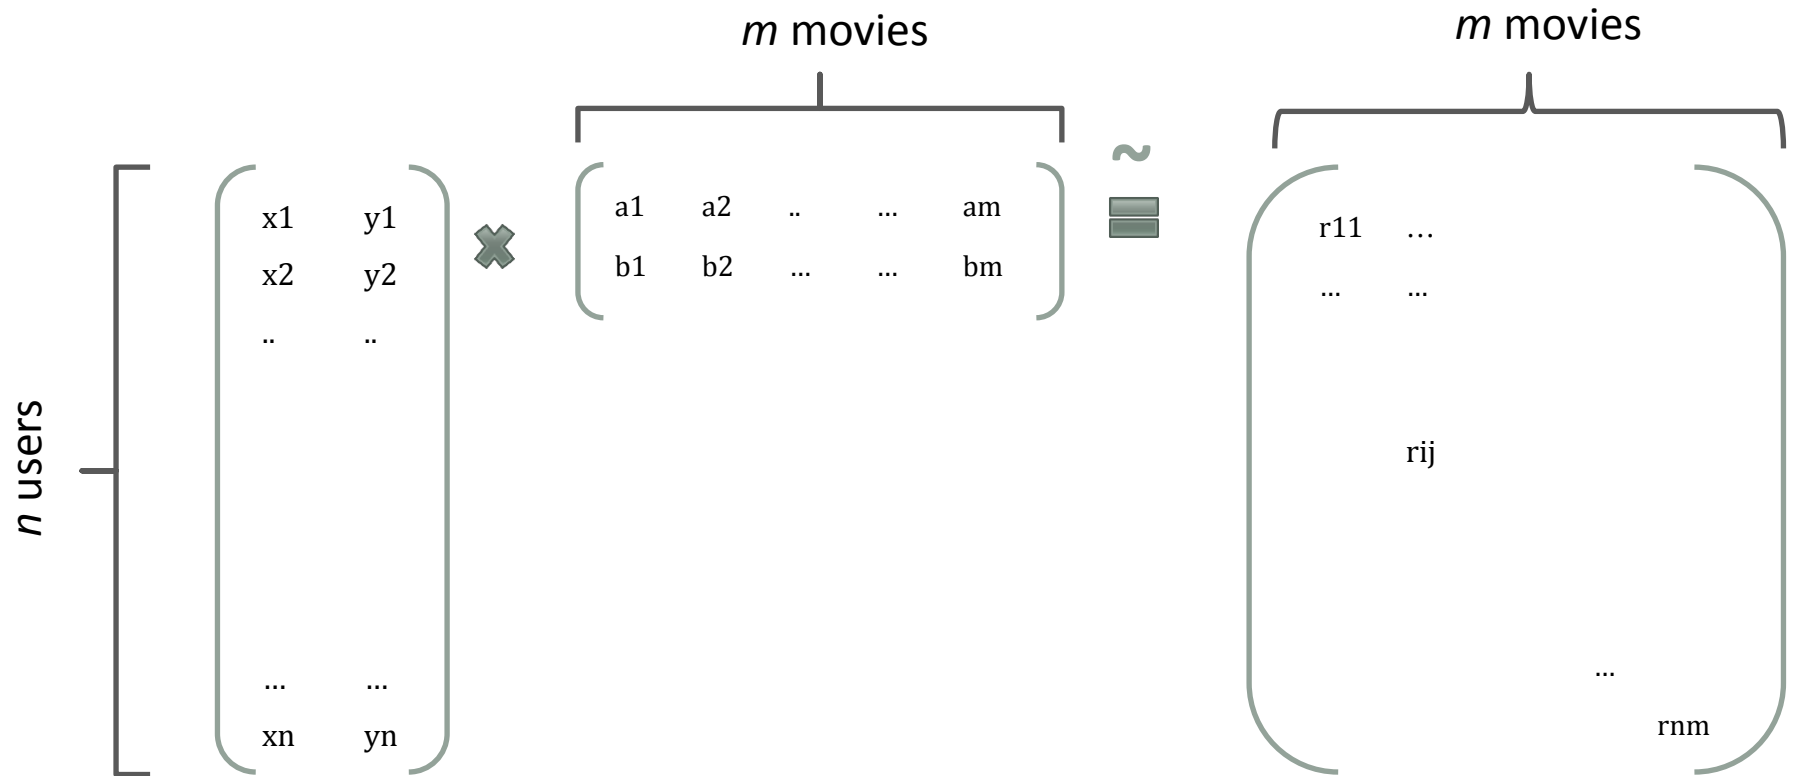 m movies
m movies
n users
x1 y1
x2 y2
.. ..
... ...
xn yn
a1 a2 .. ... am
b1 b2 ... ... bm
~
=
r11 ...
... ...
rij
...
rnm